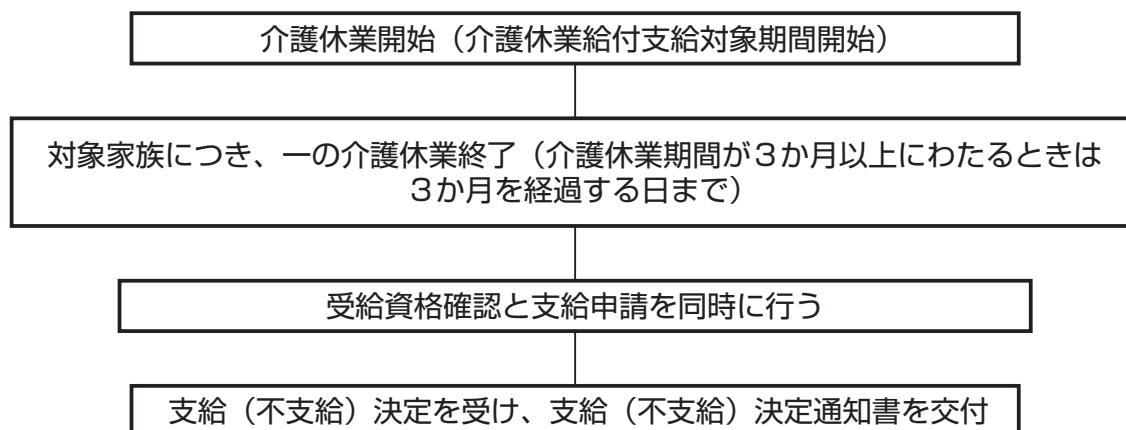 介護休業開始（介護休業給付支給対象期間開始）
対象家族につき、一の介護休業終了（介護休業期間が３か月以上にわたるときは
３か月を経過する日まで）
受給資格確認と支給申請を同時に行う
支給（不支給）決定を受け、支給（不支給）決定通知書を交付